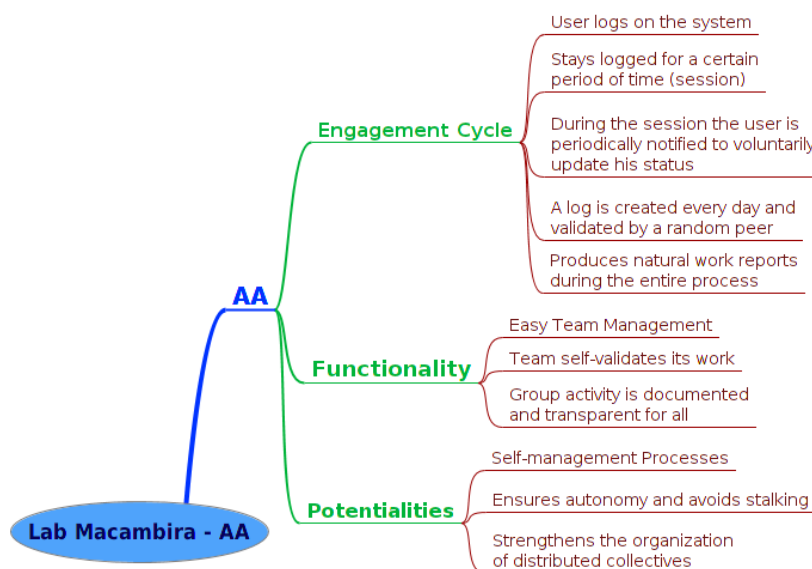 User logs on the system
Stays logged for a certain
period of time (session)
Engagement Cycle
During the session the user is
periodically notified to voluntarily
update his status
A log is created every day and
validated by a random peer
Produces natural work reports
during the entire process
AA
Easy Team Management
Functionality
Team self-validates its work
Group activity is documented
and transparent for all
Self-management Processes
Potentialities
Ensures autonomy and avoids stalking
Strengthens the organization
of distributed collectives
Lab Macambira - AA